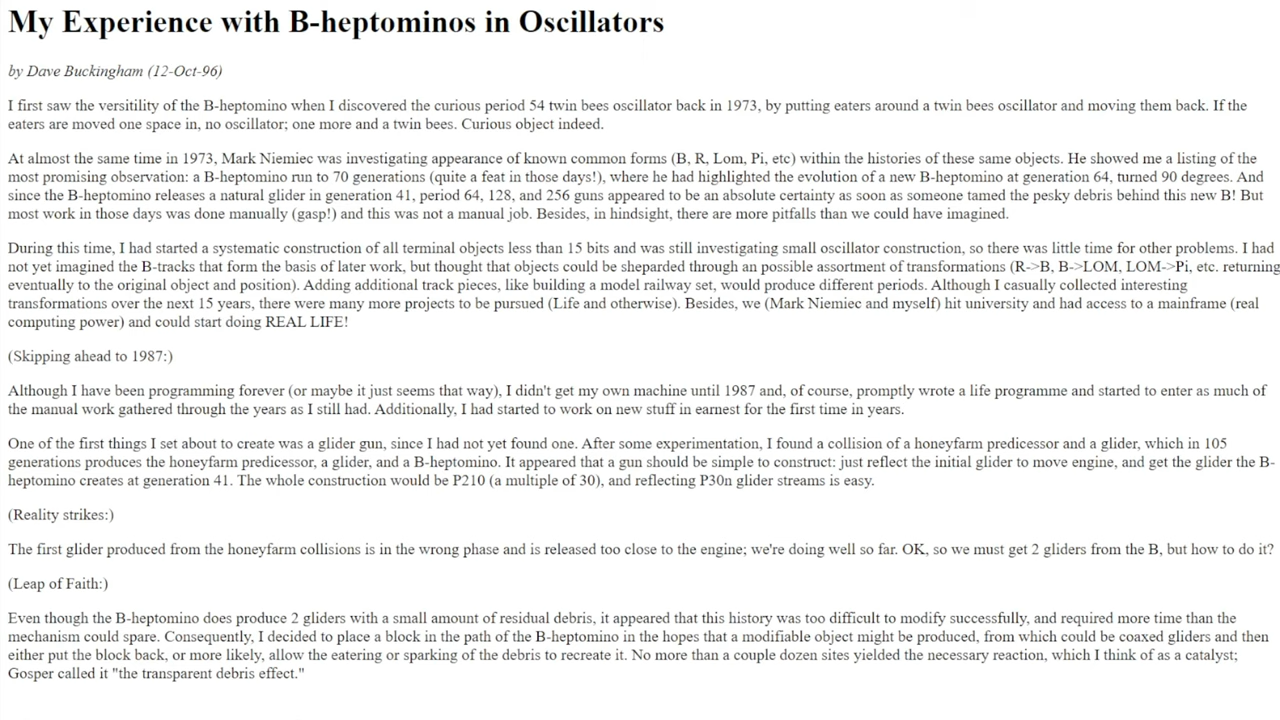 My Experience with B-heptominos in Oscillators
by Dave Buckingham (12-Oct-96)
I first saw the versitility of the B-heptomino when I discovered the curious period 54 twin bees oscillator back in 1973, by putting eaters around a twin bees oscillator and moving them back. If the
eaters are moved one space in, no oscillator; one more and a twin bees. Curious object indeed.
At almost the same time in 1973, Mark Niemiec was investigating appearance of known common forms (B, R, Lom, Pi, etc) within the histories of these same objects. He showed me a listing of the
most promising observation: a B-heptomino run to 70 generations (quite a feat in those days!), where he had highlighted the evolution of a new B-heptomino at generation 64, turned 90 degrees. And
since the B-heptomino releases a natural glider in generation 41, period 64, 128, and 256 guns appeared to be an absolute certainty as soon as someone tamed the pesky debris behind this new B! But
most work in those days was done manually (gasp!) and this was not a manual job. Besides, in hindsight, there are more pitfalls than we could have imagined.
During this time, I had started a systematic construction of all terminal objects less than 15 bits and was still investigating small oscillator construction, so there was little time for other problems. I had
not yet imagined the B-tracks that form the basis of later work, but thought that objects could be sheparded through an possible assortment of transformations (R->B, B->LOM, LOM->Pi, etc. returning
eventually to the original object and position). Adding additional track pieces, like building a model railway set, would produce different periods. Although I casually collected interesting
transformations over the next 15 years, there were many more projects to be pursued (Life and otherwise). Besides, we (Mark Niemiec and myself) hit university and had access to a mainframe (real
computing power) and could start doing REAL LIFE!
(Skipping ahead to 1987:)
Although I have been programming forever (or maybe it just seems that way), I didn't get my own machine until 1987 and, of course, promptly wrote a life programme and started to enter as much of
the manual work gathered through the years as I still had. Additionally, I had started to work on new stuff in earnest for the first time in years.
One of the first things I set about to create was a glider gun, since I had not yet found one. After some experimentation, I found a collision of a honeyfarm predicessor and a glider, which in 105
generations produces the honeyfarm predicessor, a glider, and a B-heptomino. It appeared that a gun should be simple to construct: just reflect the initial glider to move engine, and get the glider the B-
heptomino creates at generation 41. The whole construction would be P210 (a multiple of 30), and reflecting P30n glider streams is easy.
(Reality strikes:)
The first glider produced from the honeyfarm collisions is in the wrong phase and is released too close to the engine; we're doing well so far. OK, so we must get 2 gliders from the B, but how to do it?
(Leap of Faith:)
Even though the B-heptomino does produce 2 gliders with a small amount of residual debris, it appeared that this history was too difficult to modify successfully, and required more time than the
mechanism could spare. Consequently, I decided to place a block in the path of the B-heptomino in the hopes that a modifiable object might be produced, from which could be coaxed gliders and then
either put the block back, or more likely, allow the eatering or sparking of the debris to recreate it. No more than a couple dozen sites yielded the necessary reaction, which I think of as a catalyst;
Gosper called it "the transparent debris effect."